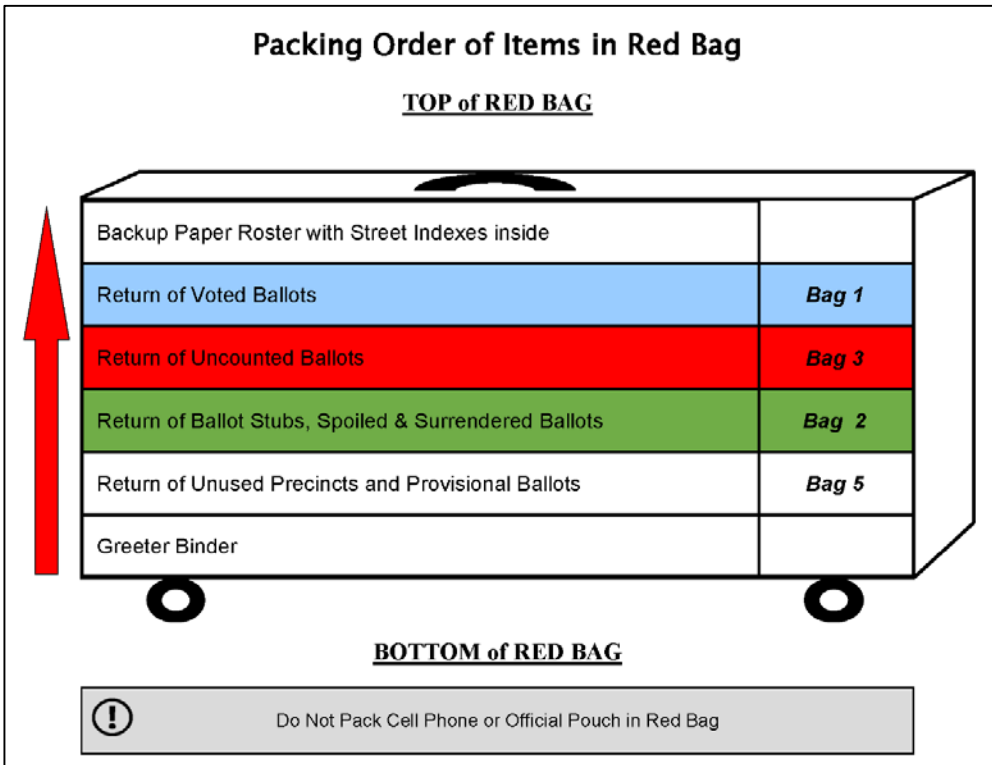 Packing Order of Items in Red Bag
TOP of RED BAG
Backup Paper Roster with Street Indexes inside
Return of Voted Ballots Bag 1
Return of Uncounted Ballots Bag 3
Return of Ballot Stubs, Spoiled & Surrendered Ballots Bag 2
Return of Unused Precincts and Provisional Ballots Bag 5
Greeter Binder
BOTTOM of RED BAG
! Do Not Pack Cell Phone or Official Pouch in Red Bag